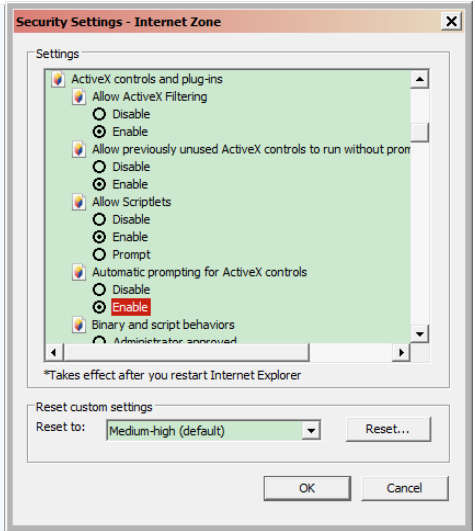 Security Settings - Internet Zone
Settings
ActiveX controls and plug-ins
Allow ActiveX Filtering
Disable
Enable
Allow previously unused ActiveX controls to run without prom
Disable
Enable
Allow Scriptlets
Disable
Enable
Prompt
Automatic prompting for ActiveX controls
Disable
Enable
Binary and script behaviors
Administrator approved
*Takes effect after you restart Internet Explorer
Reset custom settings
Reset to: Medium-high (default) Reset...
OK Cancel